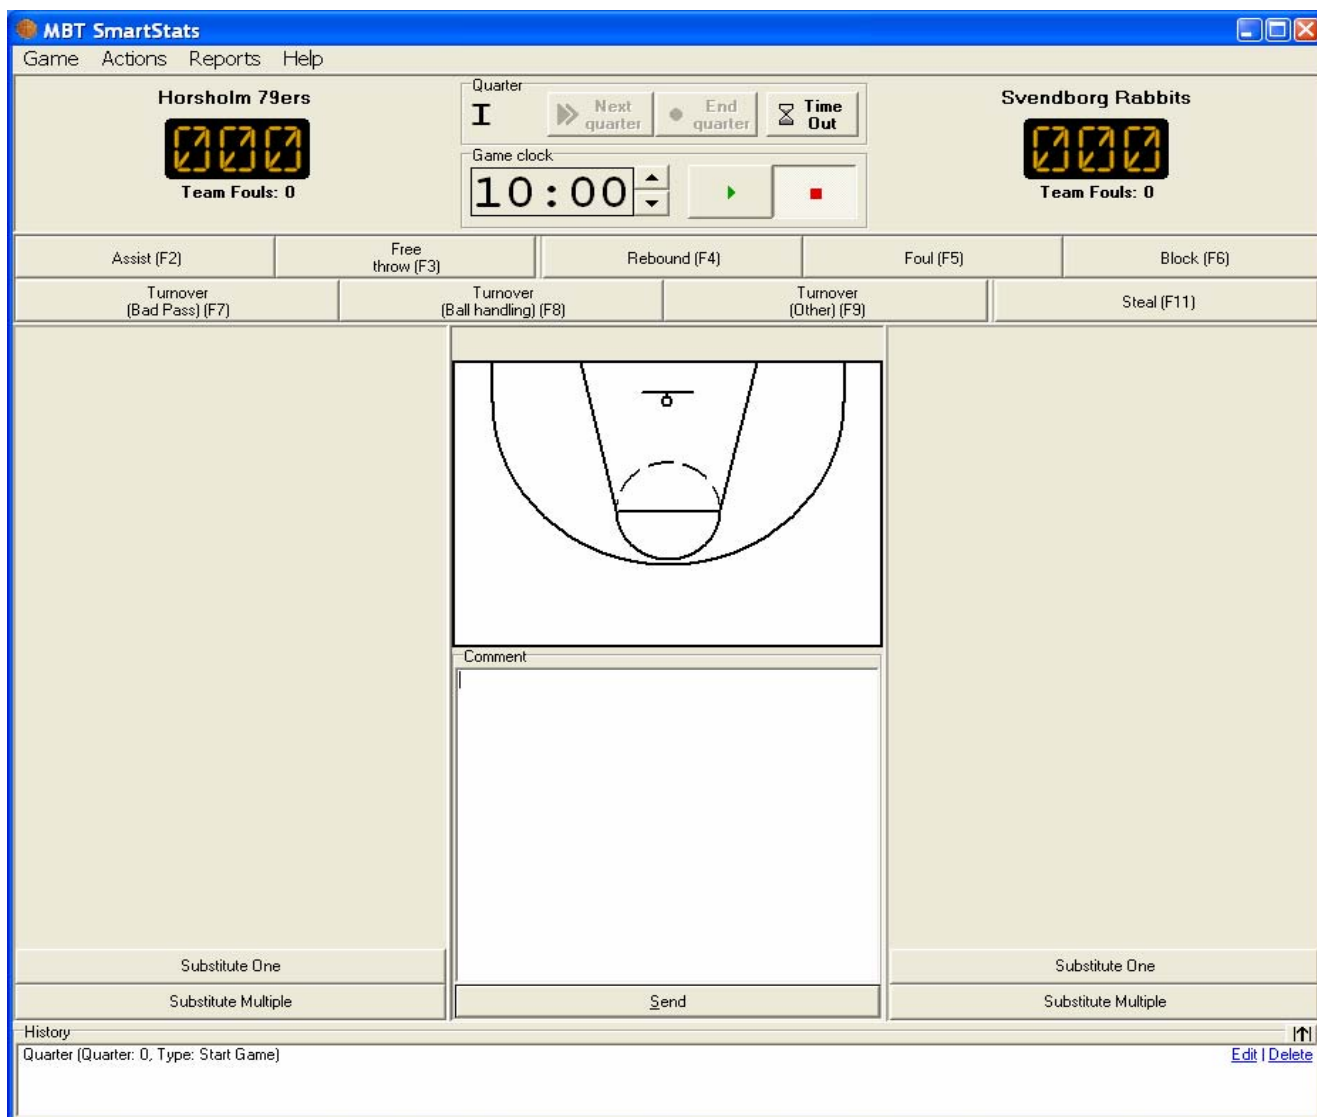 MBT SmartStats
Game Actions Reports Help
Horsholm 79ers
000
Team Fouls: 0
Quarter
I
Next
quarter
End
quarter
Time
Out
Game clock
10:00
Svendborg Rabbits
000
Team Fouls: 0
Assist (F2)
Free
throw (F3)
Rebound (F4)
Foul (F5)
Block (F6)
Turnover
(Bad Pass) (F7)
Turnover
(Ball handling) (F8)
Turnover
(Other) (F9)
Steal (F11)
Comment
Substitute One
Substitute Multiple
Send
Substitute One
Substitute Multiple
History
Quarter (Quarter: 0, Type: Start Game)
Edit | Delete